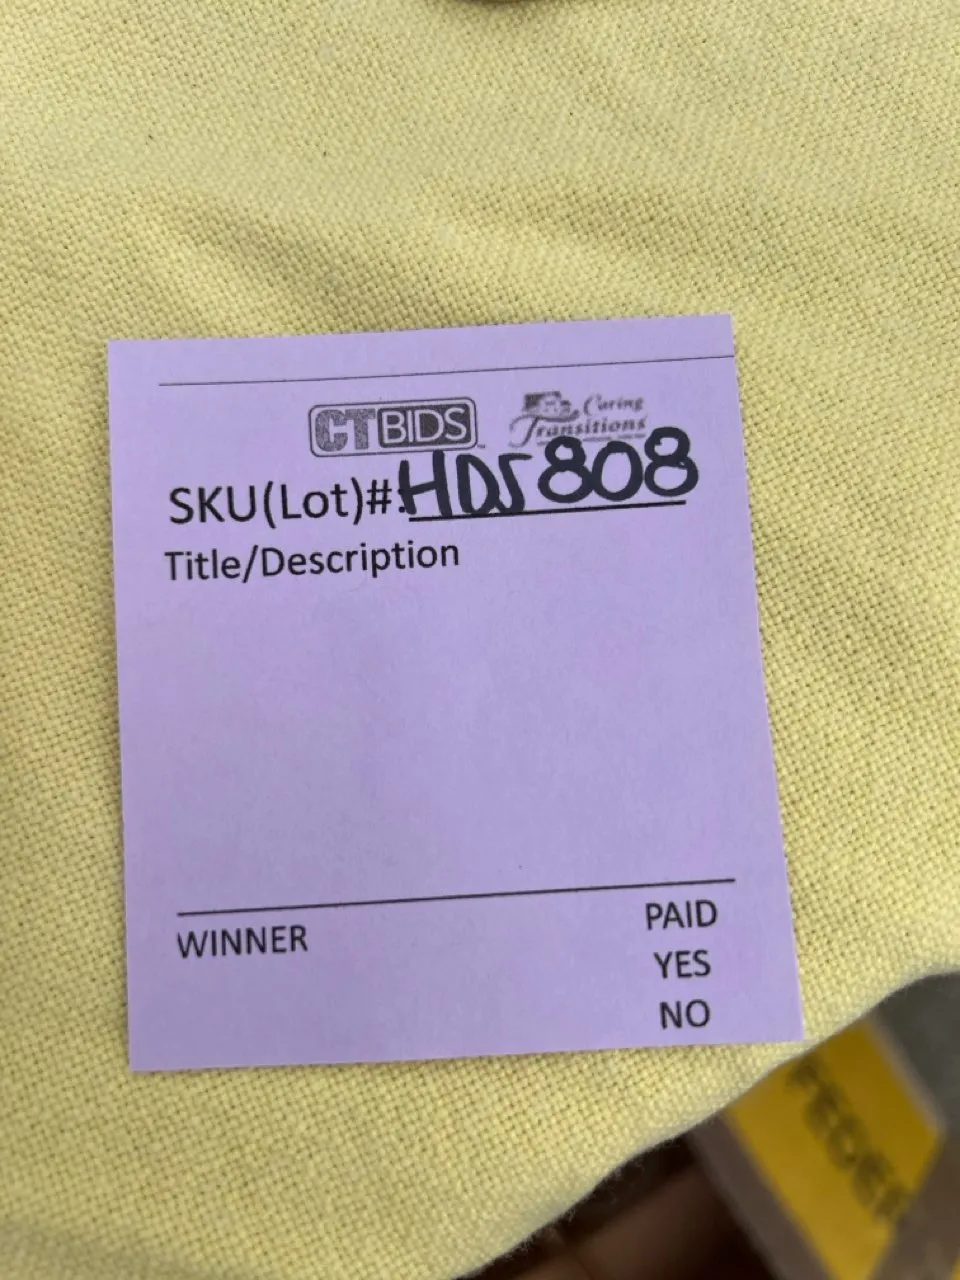 CTBIDS
Caring
Transitions
SKU(Lot)#:HDS808
Title/Description
WINNER
PAID
YES
NO